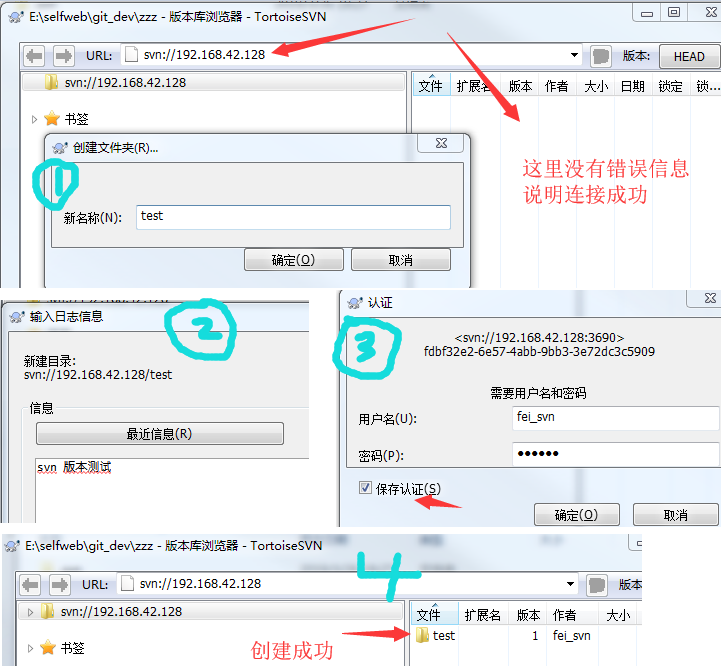 E:\selfweb\git_dev\zzz - 版本库浏览器 - TortoiseSVN
URL: svn://192.168.42.128 版本: HEAD
svn://192.168.42.128
文件 扩展名 版本 作者 大小 日期 锁定 锁...
书签
创建文件夹(R)...
①
新名称(N): test
确定(O) 取消
这里没有错误信息
说明连接成功
输入日志信息
2
新建目录:
svn://192.168.42.128/test
信息
最近信息(R)
svn 版本测试
认证
3
<svn://192.168.42.128:3690>
fdbf32e2-6e57-4abb-9bb3-3e72dc3c5909
需要用户名和密码
用户名(U): fei_svn
密码(P): ●●●●●●
保存认证(S)
确定(O) 取消
E:\selfweb\git_dev\zzz - 版本库浏览器 - TortoiseSVN
4
URL: svn://192.168.42.128 版本
svn://192.168.42.128
文件 扩展名 版本 作者 大小
test 1 fei_svn
书签
创建成功